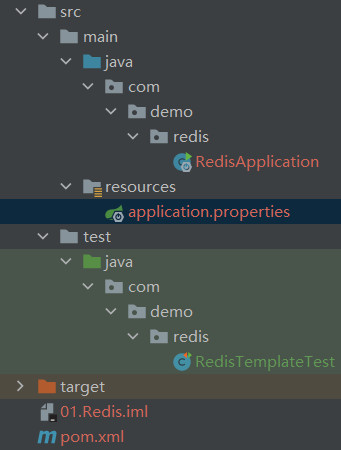 src
main
java
com
demo
redis
RedisApplication
resources
application.properties
test
java
com
demo
redis
RedisTemplateTest
target
01.Redis.iml
pom.xml